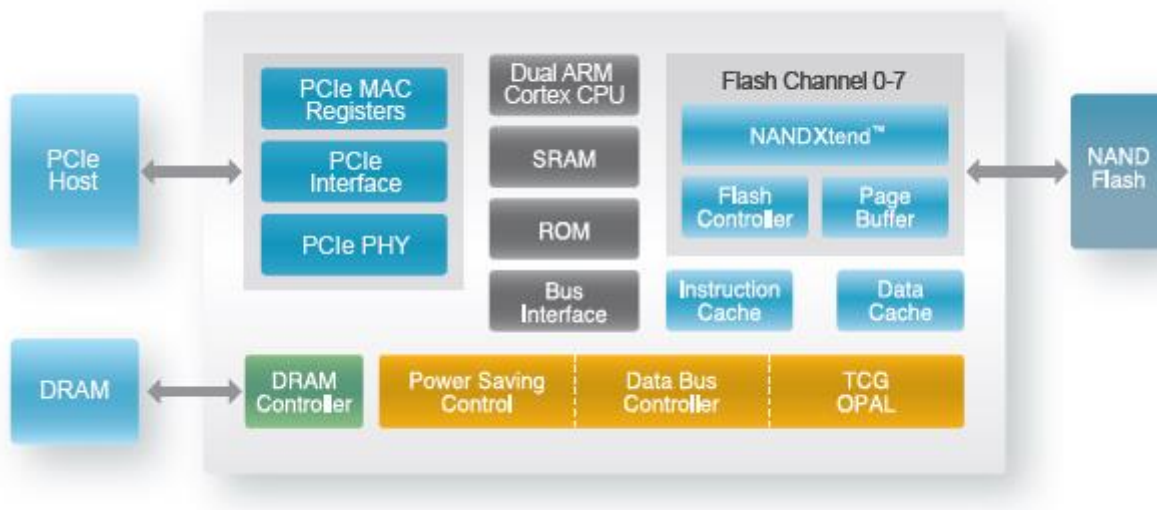 PCIe
Host
DRAM
PCIe MAC
Registers
PCIe
Interface
PCIe PHY
Dual ARM
Cortex CPU
SRAM
ROM
Bus
Interface
Flash Channel 0-7
NANDXtend™
Flash
Controller
Page
Buffer
Instruction
Cache
Data
Cache
DRAM
Controller
Power Saving
Control
Data Bus
Controller
TCG
OPAL
NAND
Flash